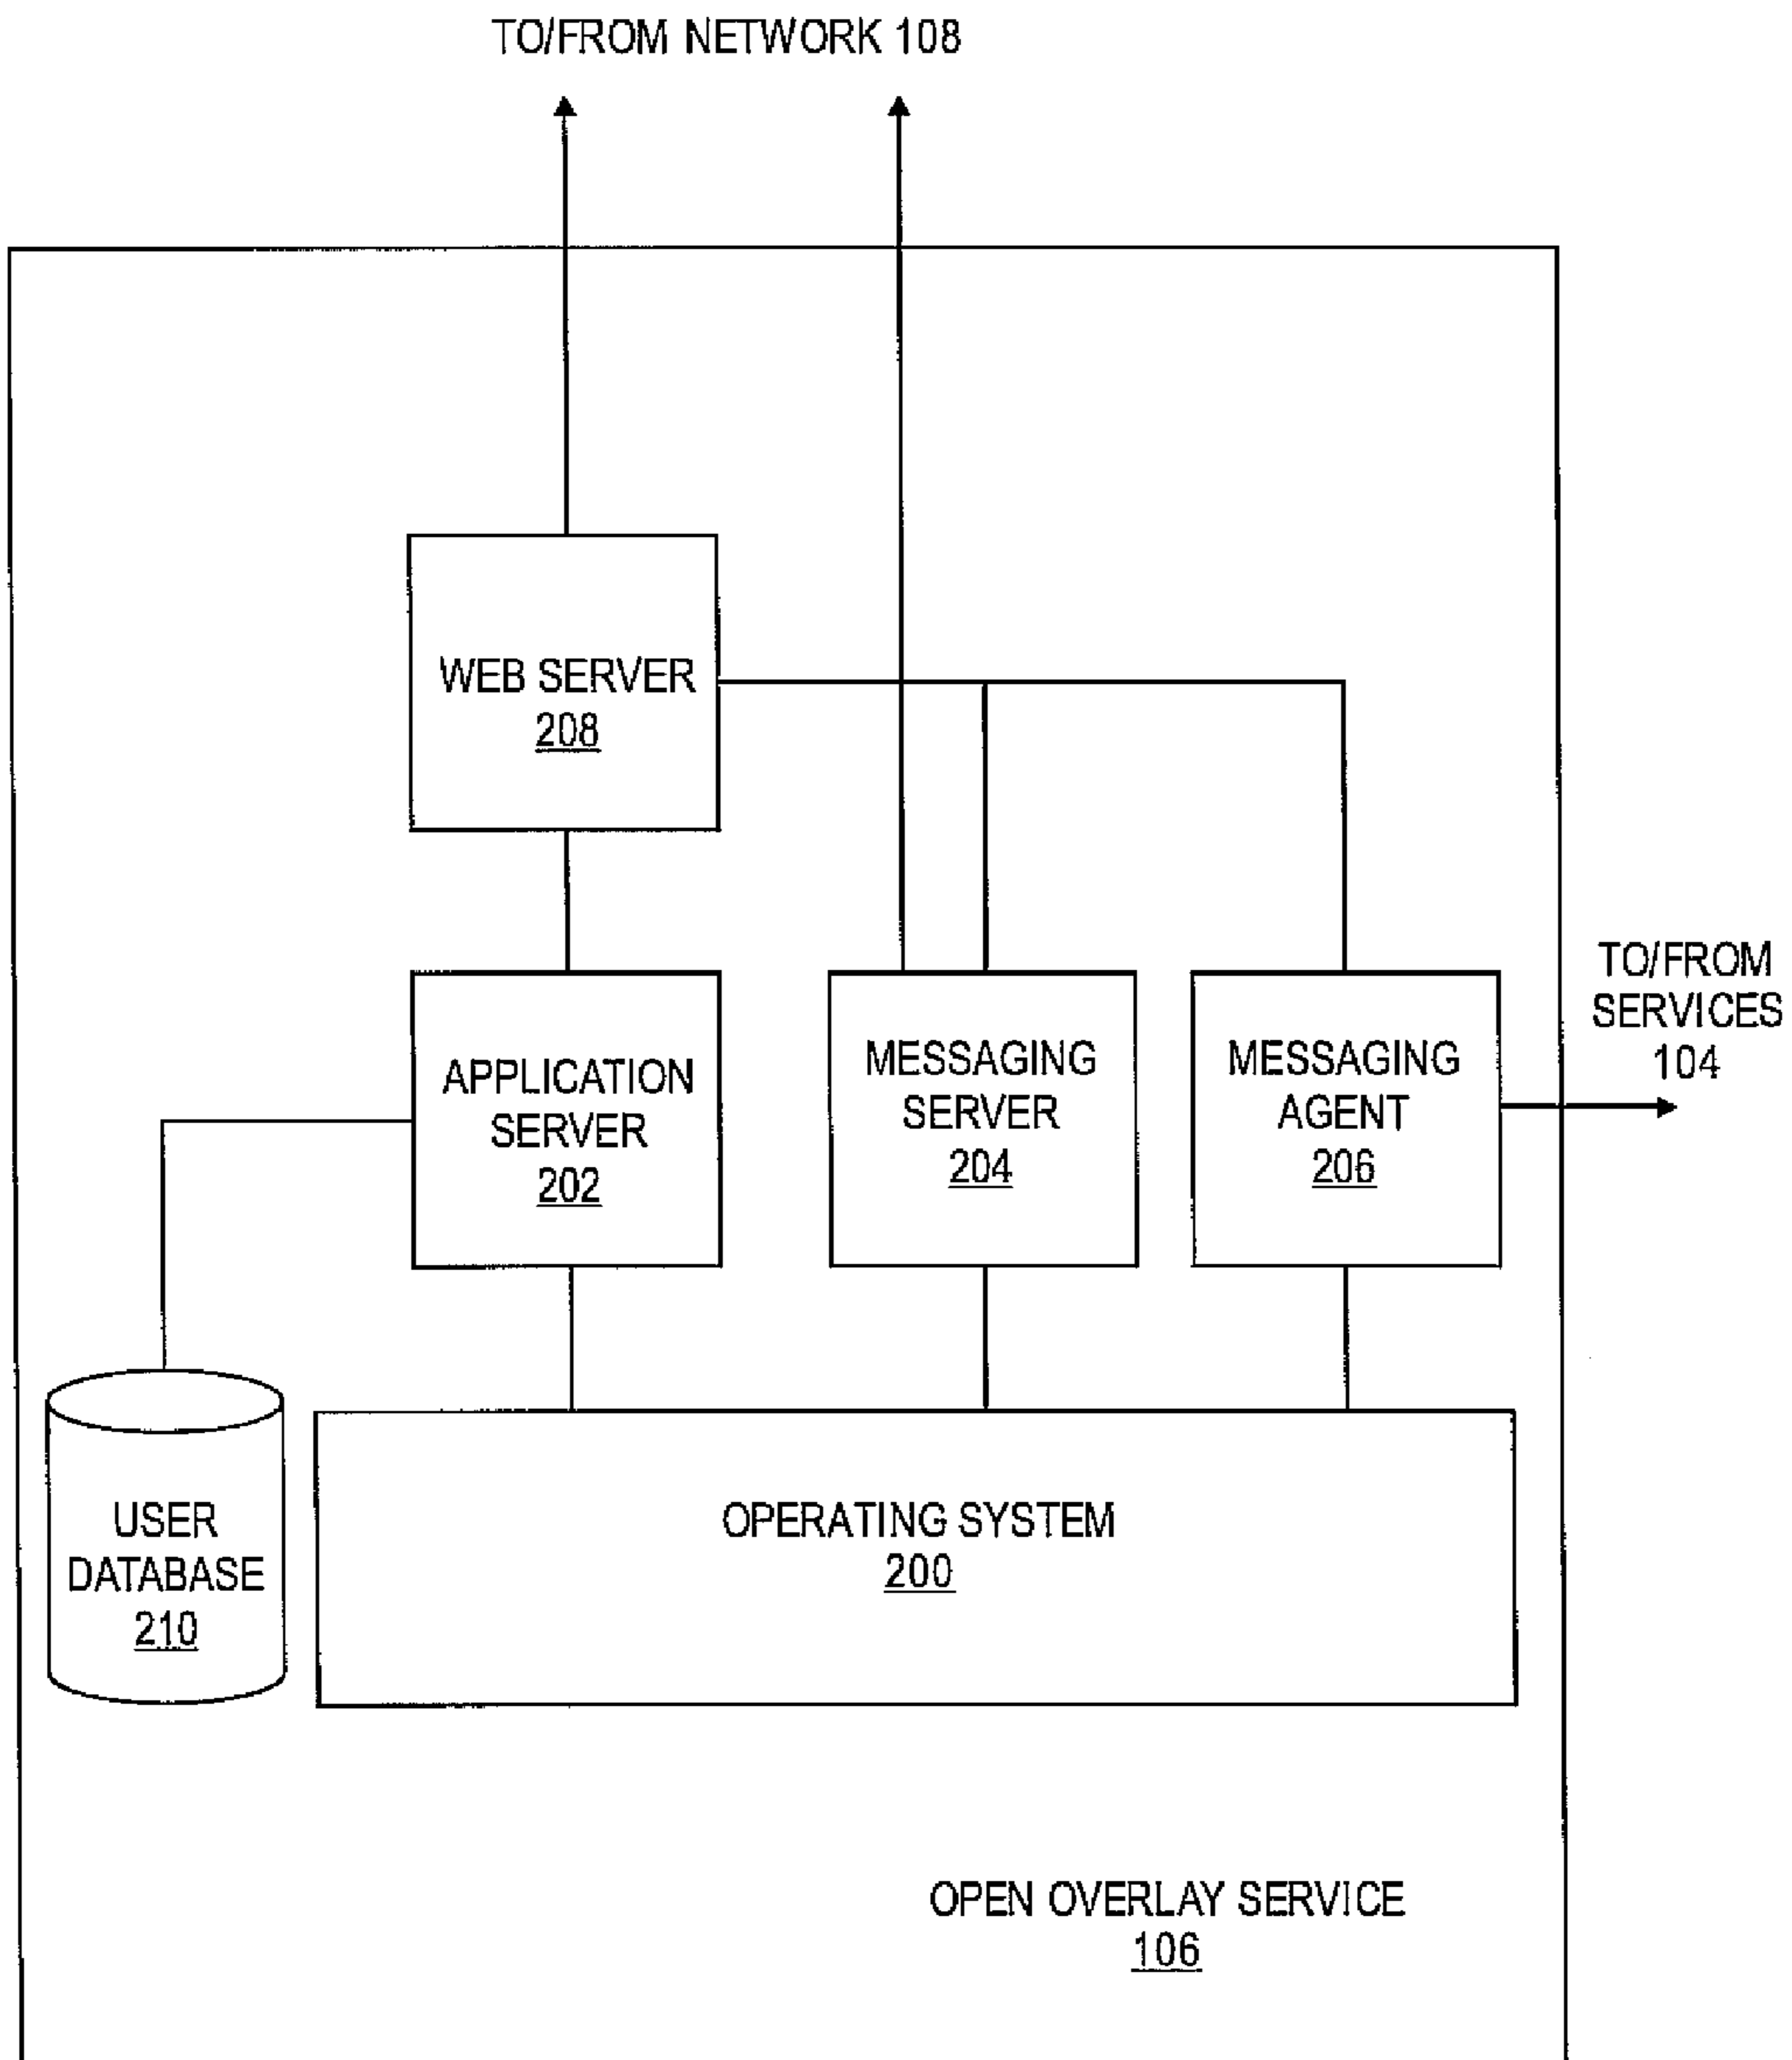 TO/FROM NETWORK 108
WEB SERVER
208
TO/FROM
SERVICES
104
APPLICATION
SERVER
202
MESSAGING
SERVER
204
MESSAGING
AGENT
206
USER
DATABASE
210
OPERATING SYSTEM
200
OPEN OVERLAY SERVICE
106